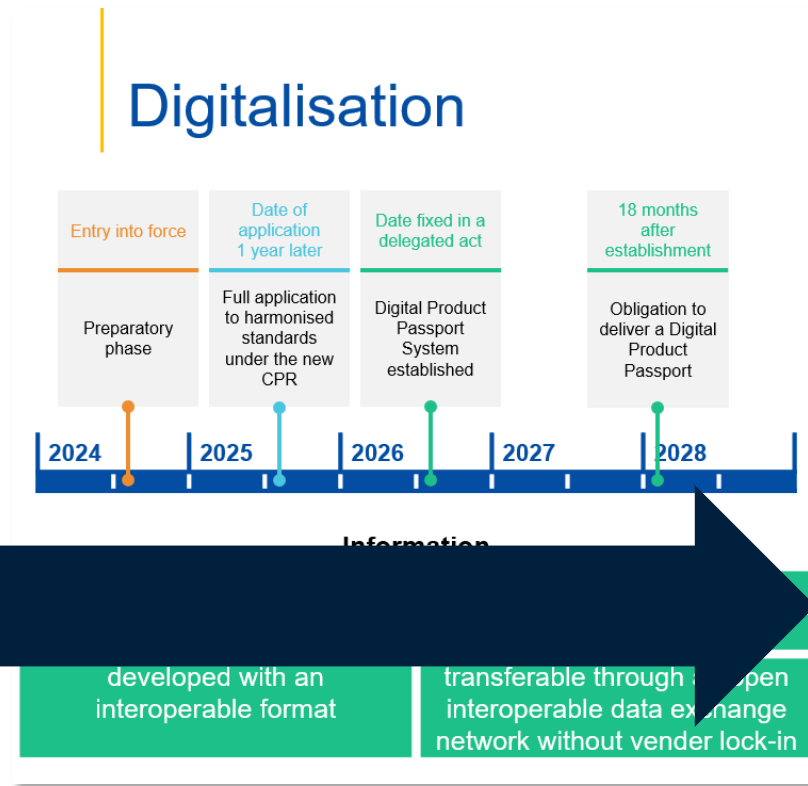 Digitalisation
Entry into force
Preparatory
phase
Date of
application
1 year later
Full application
to harmonised
standards
under the new
CPR
Date fixed in a
delegated act
Digital Product
Passport
System
established
18 months
after
establishment
Obligation to
deliver a Digital
Product
Passport
2024
2025
2026
2027
2028
Information
developed with an
interoperable format
transferable through
interoperable data exchange
network without vender lock-in